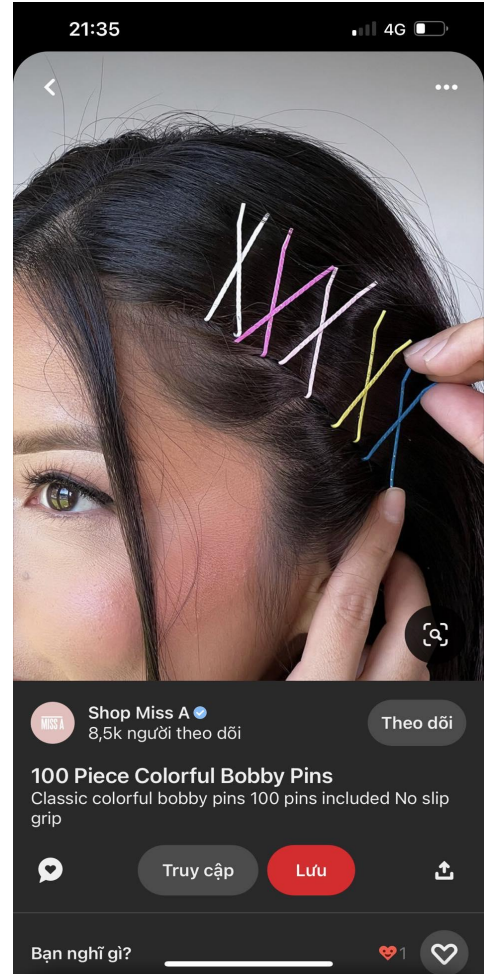 21:35
4G
MISS A
Shop Miss A
8,5k người theo dõi
Theo dõi
100 Piece Colorful Bobby Pins
Classic colorful bobby pins 100 pins included No slip
grip
Truy cập
Lưu
Bạn nghĩ gì?
1